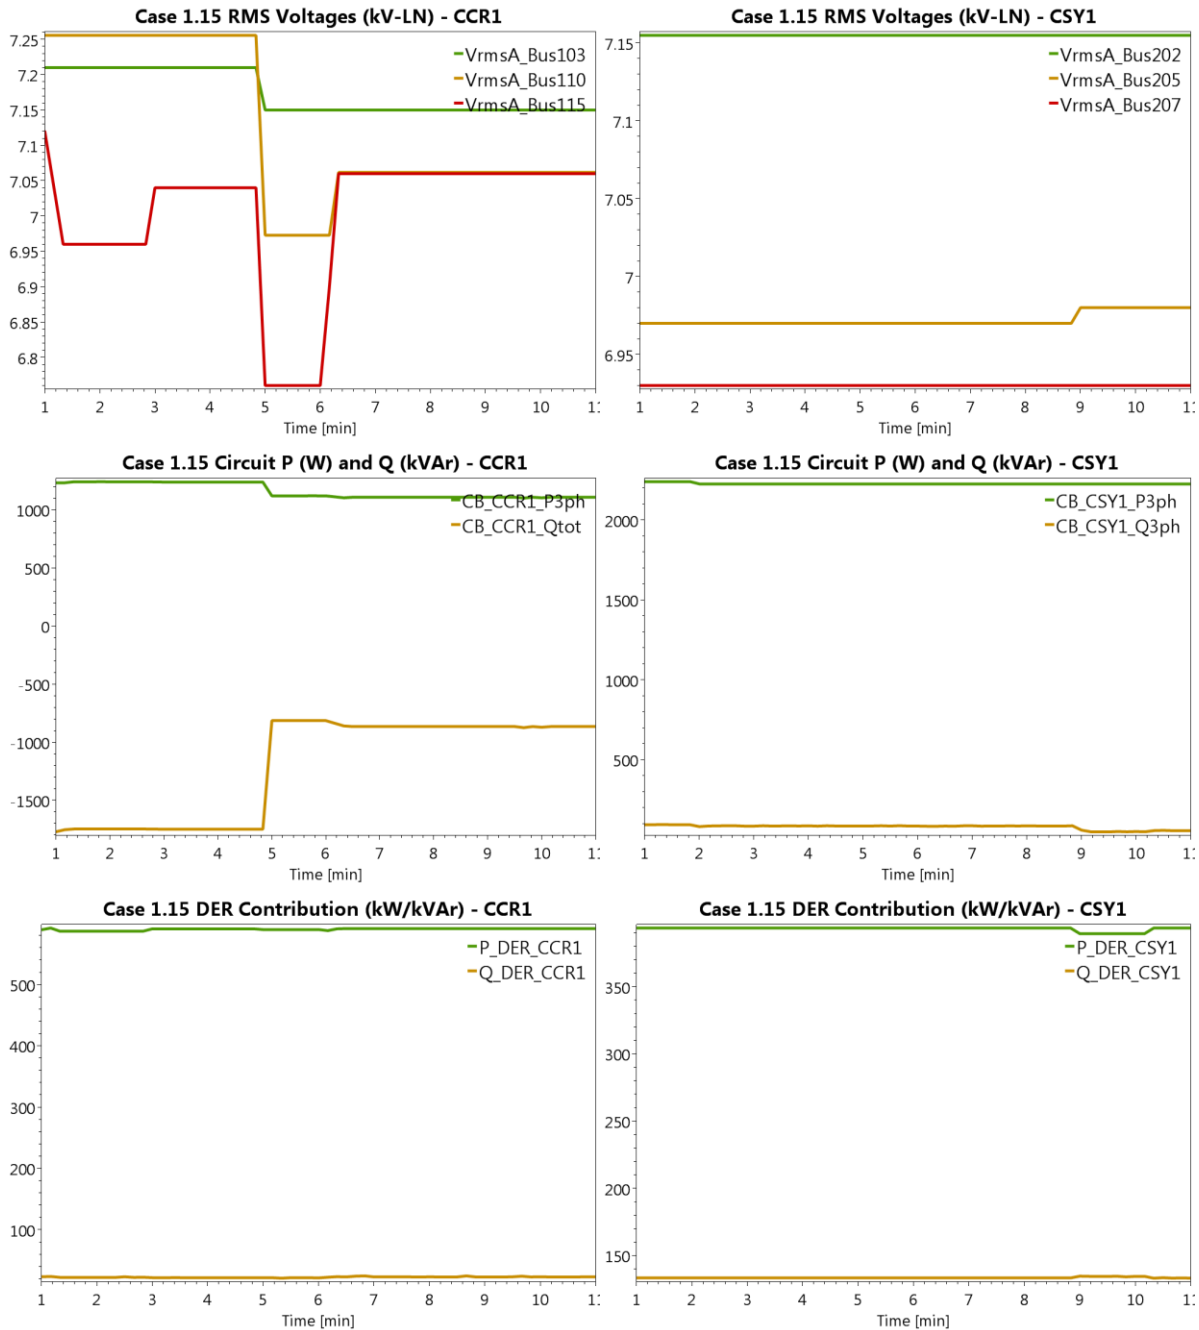 Case 1.15 RMS Voltages (kV-LN) - CCR1
VrmsA_Bus103
VrmsA_Bus110
VrmsA_Bus115
7.25
7.2
7.15
7.1
7.05
7
6.95
6.9
6.85
6.8
1 2 3 4 5 6 7 8 9 10 11
Time [min]
Case 1.15 RMS Voltages (kV-LN) - CSY1
VrmsA_Bus202
VrmsA_Bus205
VrmsA_Bus207
7.15
7.1
7.05
7
6.95
1 2 3 4 5 6 7 8 9 10 11
Time [min]
Case 1.15 Circuit P (W) and Q (kVAr) - CCR1
CB_CCR1_P3ph
CB_CCR1_Qtot
1000
500
0
-500
-1000
-1500
1 2 3 4 5 6 7 8 9 10 11
Time [min]
Case 1.15 Circuit P (W) and Q (kVAr) - CSY1
CB_CSY1_P3ph
CB_CSY1_Q3ph
2000
1500
1000
500
1 2 3 4 5 6 7 8 9 10 11
Time [min]
Case 1.15 DER Contribution (kW/kVAr) - CCR1
P_DER_CCR1
Q_DER_CCR1
500
400
300
200
100
1 2 3 4 5 6 7 8 9 10 11
Time [min]
Case 1.15 DER Contribution (kW/kVAr) - CSY1
P_DER_CSY1
Q_DER_CSY1
350
300
250
200
150
1 2 3 4 5 6 7 8 9 10 11
Time [min]